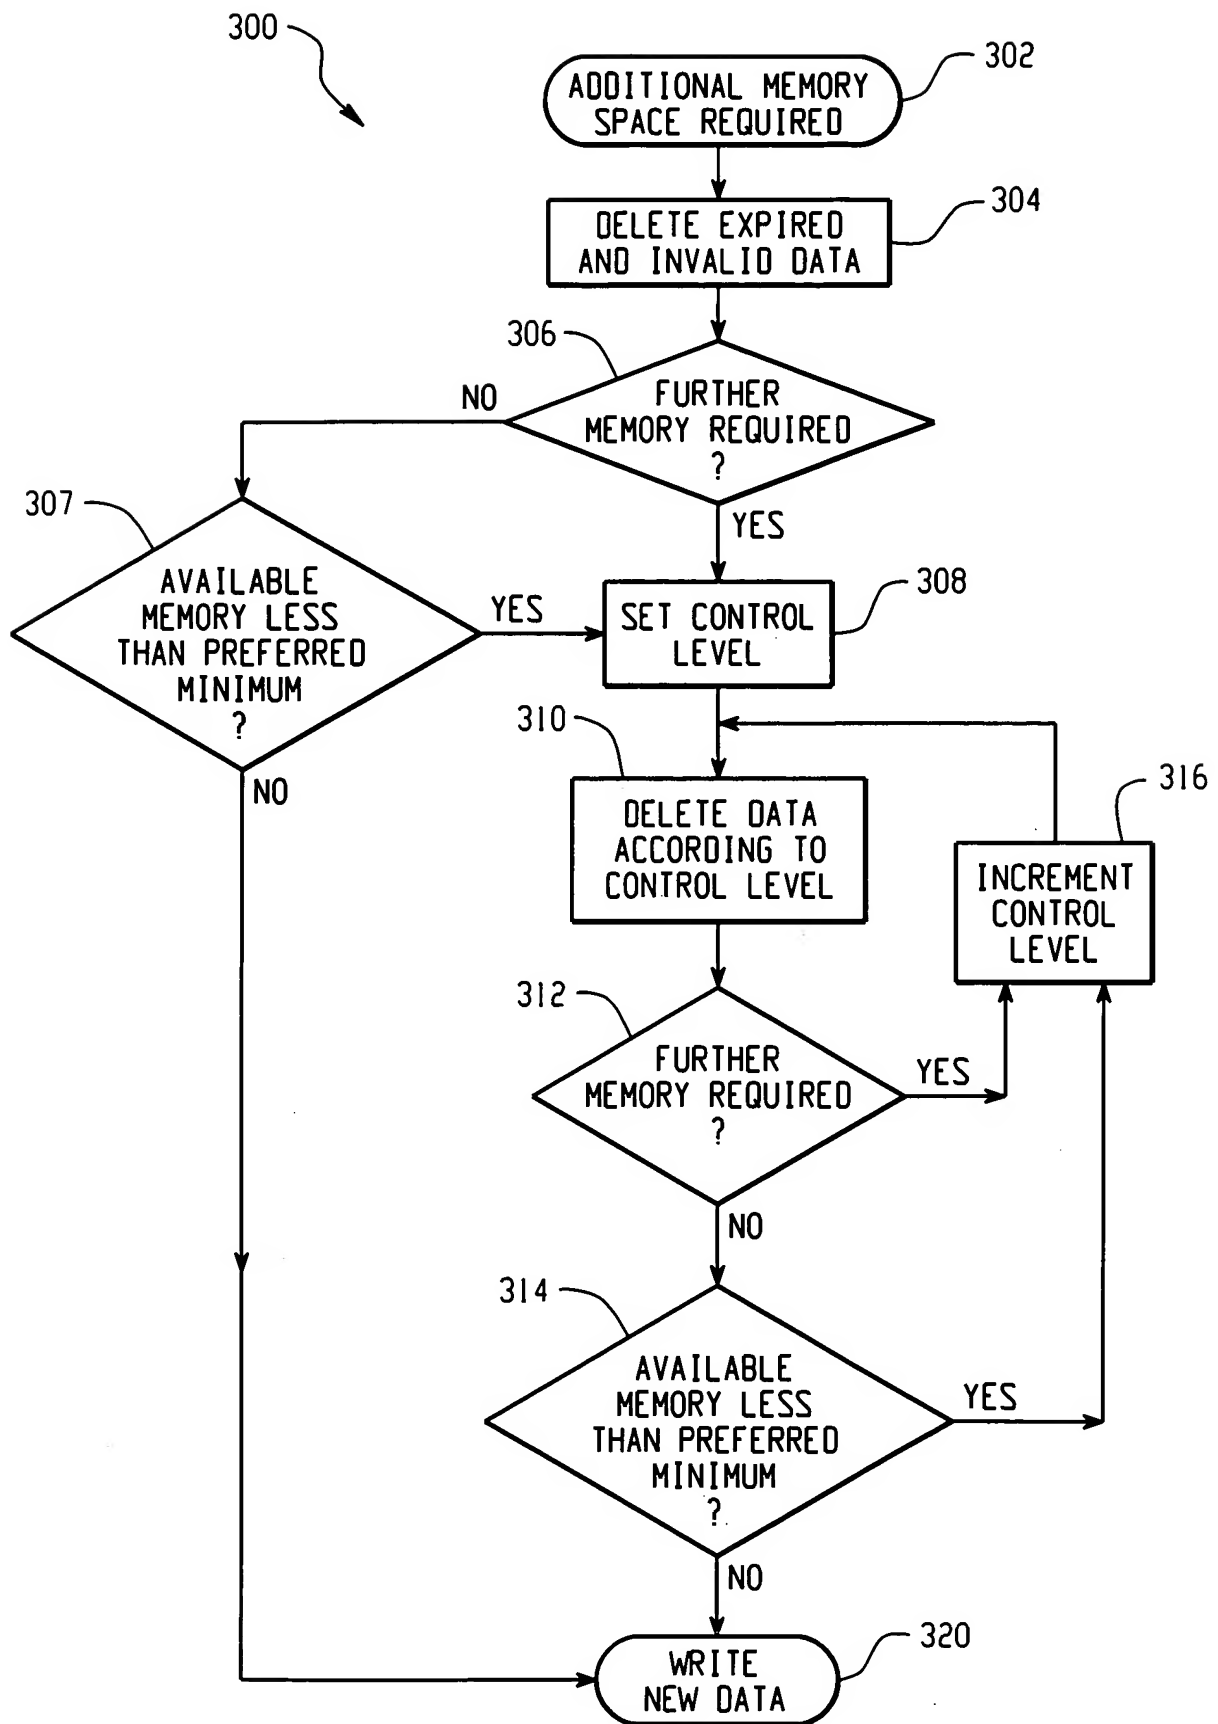 300
302
ADDITIONAL MEMORY
SPACE REQUIRED
304
DELETE EXPIRED
AND INVALID DATA
306
FURTHER
MEMORY REQUIRED
?
NO
YES
307
AVAILABLE
MEMORY LESS
THAN PREFERRED
MINIMUM
?
YES
NO
308
SET CONTROL
LEVEL
310
DELETE DATA
ACCORDING TO
CONTROL LEVEL
316
INCREMENT
CONTROL
LEVEL
312
FURTHER
MEMORY REQUIRED
?
YES
NO
314
AVAILABLE
MEMORY LESS
THAN PREFERRED
MINIMUM
?
YES
NO
320
WRITE
NEW DATA